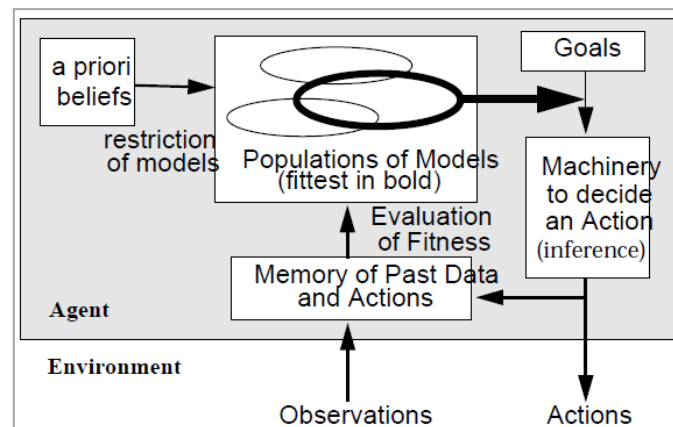 a priori
beliefs
restriction
of models
Populations of Models
(fittest in bold)
Goals
Machinery
to decide
an Action
(inference)
Evaluation
of Fitness
Memory of Past Data
and Actions
Agent
Environment
Observations
Actions